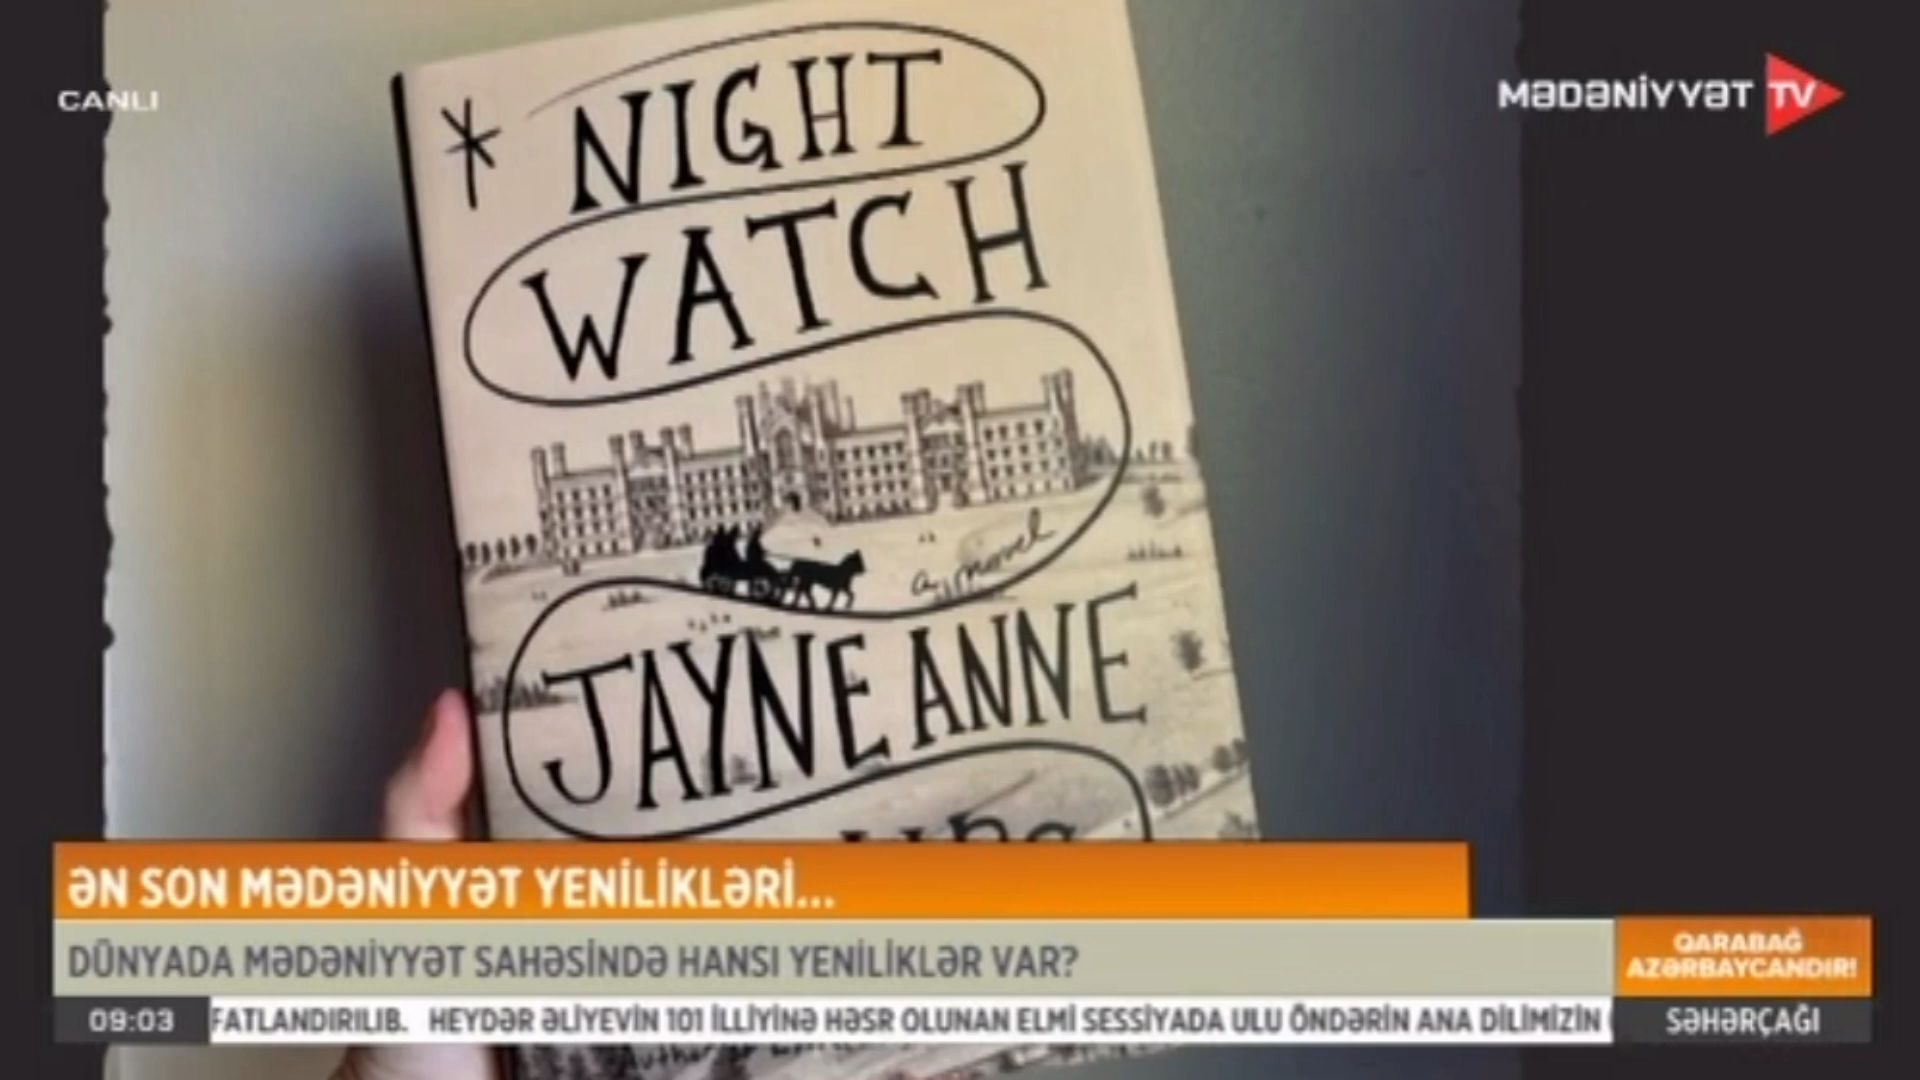 CANLI
MƏDƏNİYYƏT TV
NIGHT
WATCH
a novel
JAYNE ANNE
ƏN SON MƏDƏNİYYƏT YENİLİKLƏRİ...
DÜNYADA MƏDƏNİYYƏT SAHƏSİNDƏ HANSI YENİLİKLƏR VAR?
QARABAĞ
AZƏRBAYCANDIR!
09:03
FATLANDIRILIB. HEYDƏR ƏLİYEVİN 101 İLLİYİNƏ HƏSR OLUNAN ELMİ SESSİYADA ULU ÖNDƏRİN ANA DİLİMİZİN
SƏHƏRÇAĞI